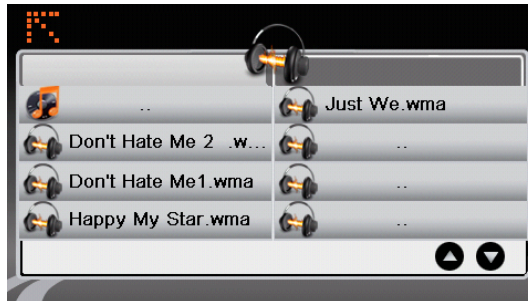 ..
Just We.wma
Don't Hate Me 2 .w...
..
Don't Hate Me1.wma
..
Happy My Star.wma
..